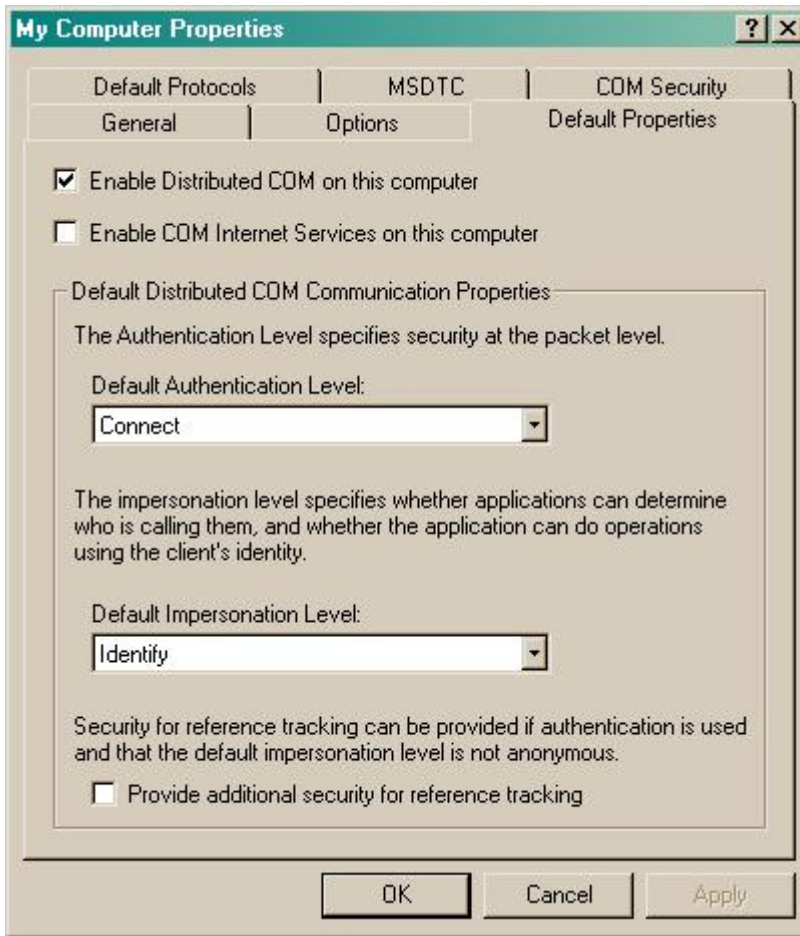 My Computer Properties
Default Protocols MSDTC COM Security
General Options Default Properties
Enable Distributed COM on this computer
Enable COM Internet Services on this computer
Default Distributed COM Communication Properties
The Authentication Level specifies security at the packet level.
Default Authentication Level:
Connect
The impersonation level specifies whether applications can determine
who is calling them, and whether the application can do operations
using the client's identity.
Default Impersonation Level:
Identify
Security for reference tracking can be provided if authentication is used
and that the default impersonation level is not anonymous.
Provide additional security for reference tracking
OK Cancel Apply